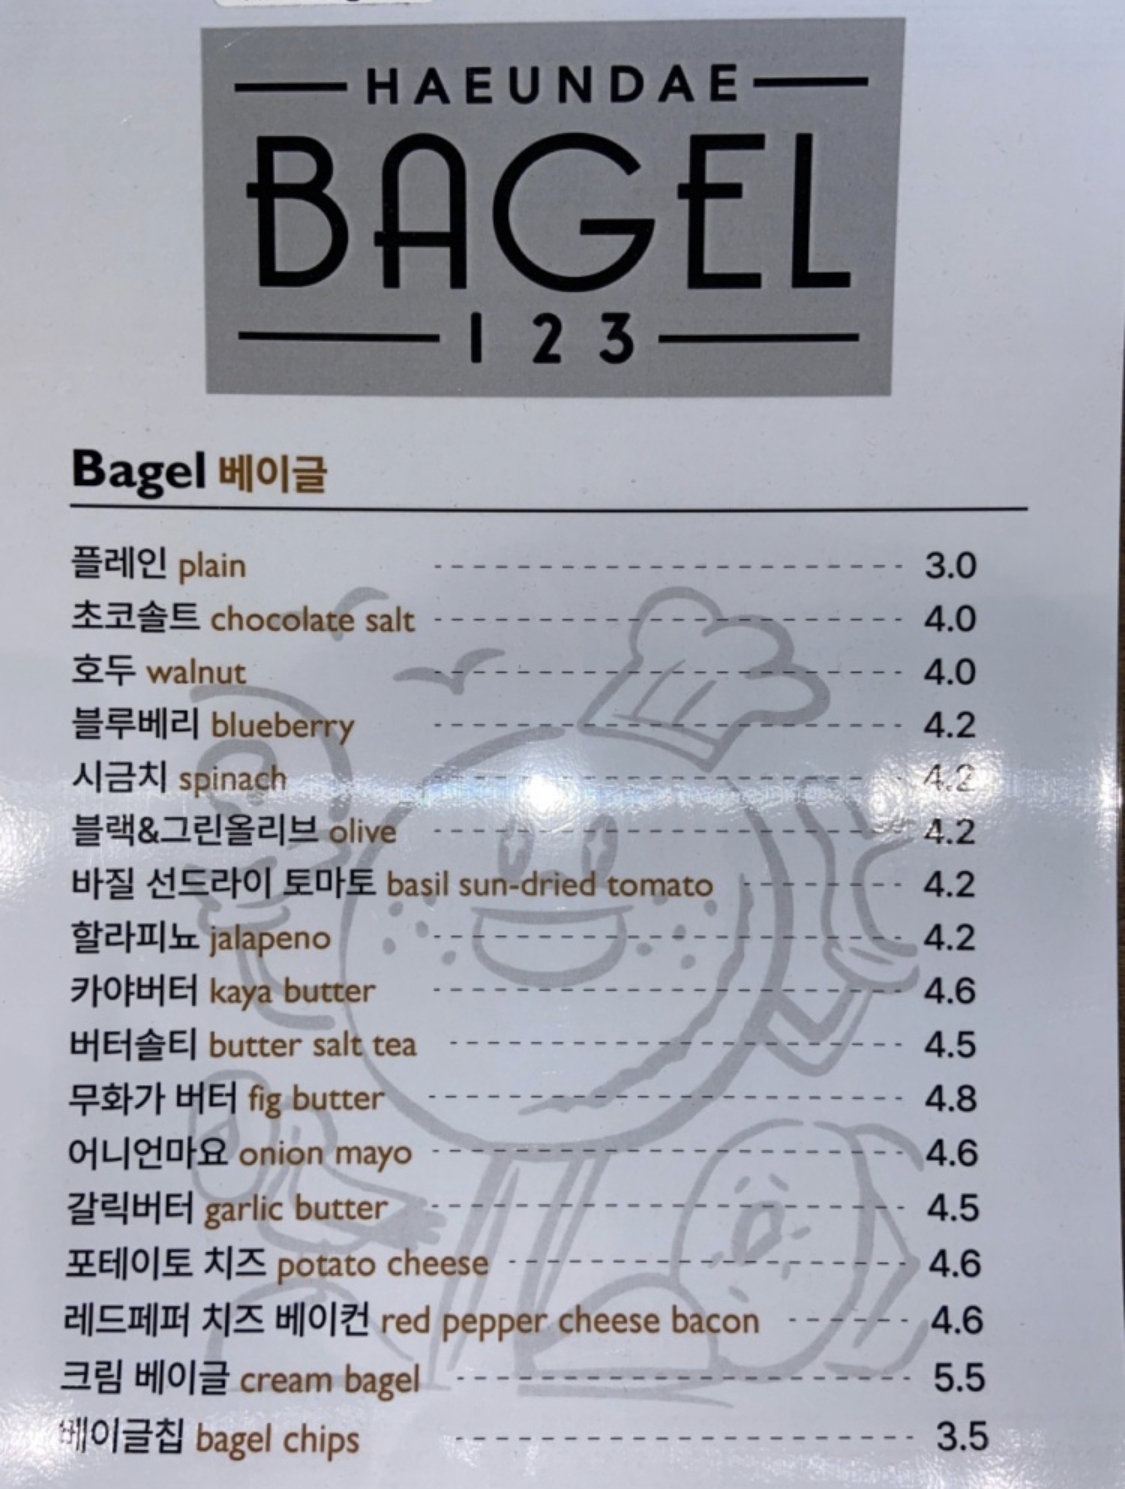 HAEUNDAE
BAGEL
1 2 3
Bagel 베이글
플레인 plain 3.0
초코솔트 chocolate salt 4.0
호두 walnut 4.0
블루베리 blueberry 4.2
시금치 spinach 4.2
블랙&그린올리브 olive 4.2
바질 선드라이 토마토 basil sun-dried tomato 4.2
할라피뇨 jalapeno 4.2
카야버터 kaya butter 4.6
버터솔티 butter salt tea 4.5
무화가 버터 fig butter 4.8
어니언마요 onion mayo 4.6
갈릭버터 garlic butter 4.5
포테이토 치즈 potato cheese 4.6
레드페퍼 치즈 베이컨 red pepper cheese bacon 4.6
크림 베이글 cream bagel 5.5
베이글칩 bagel chips 3.5